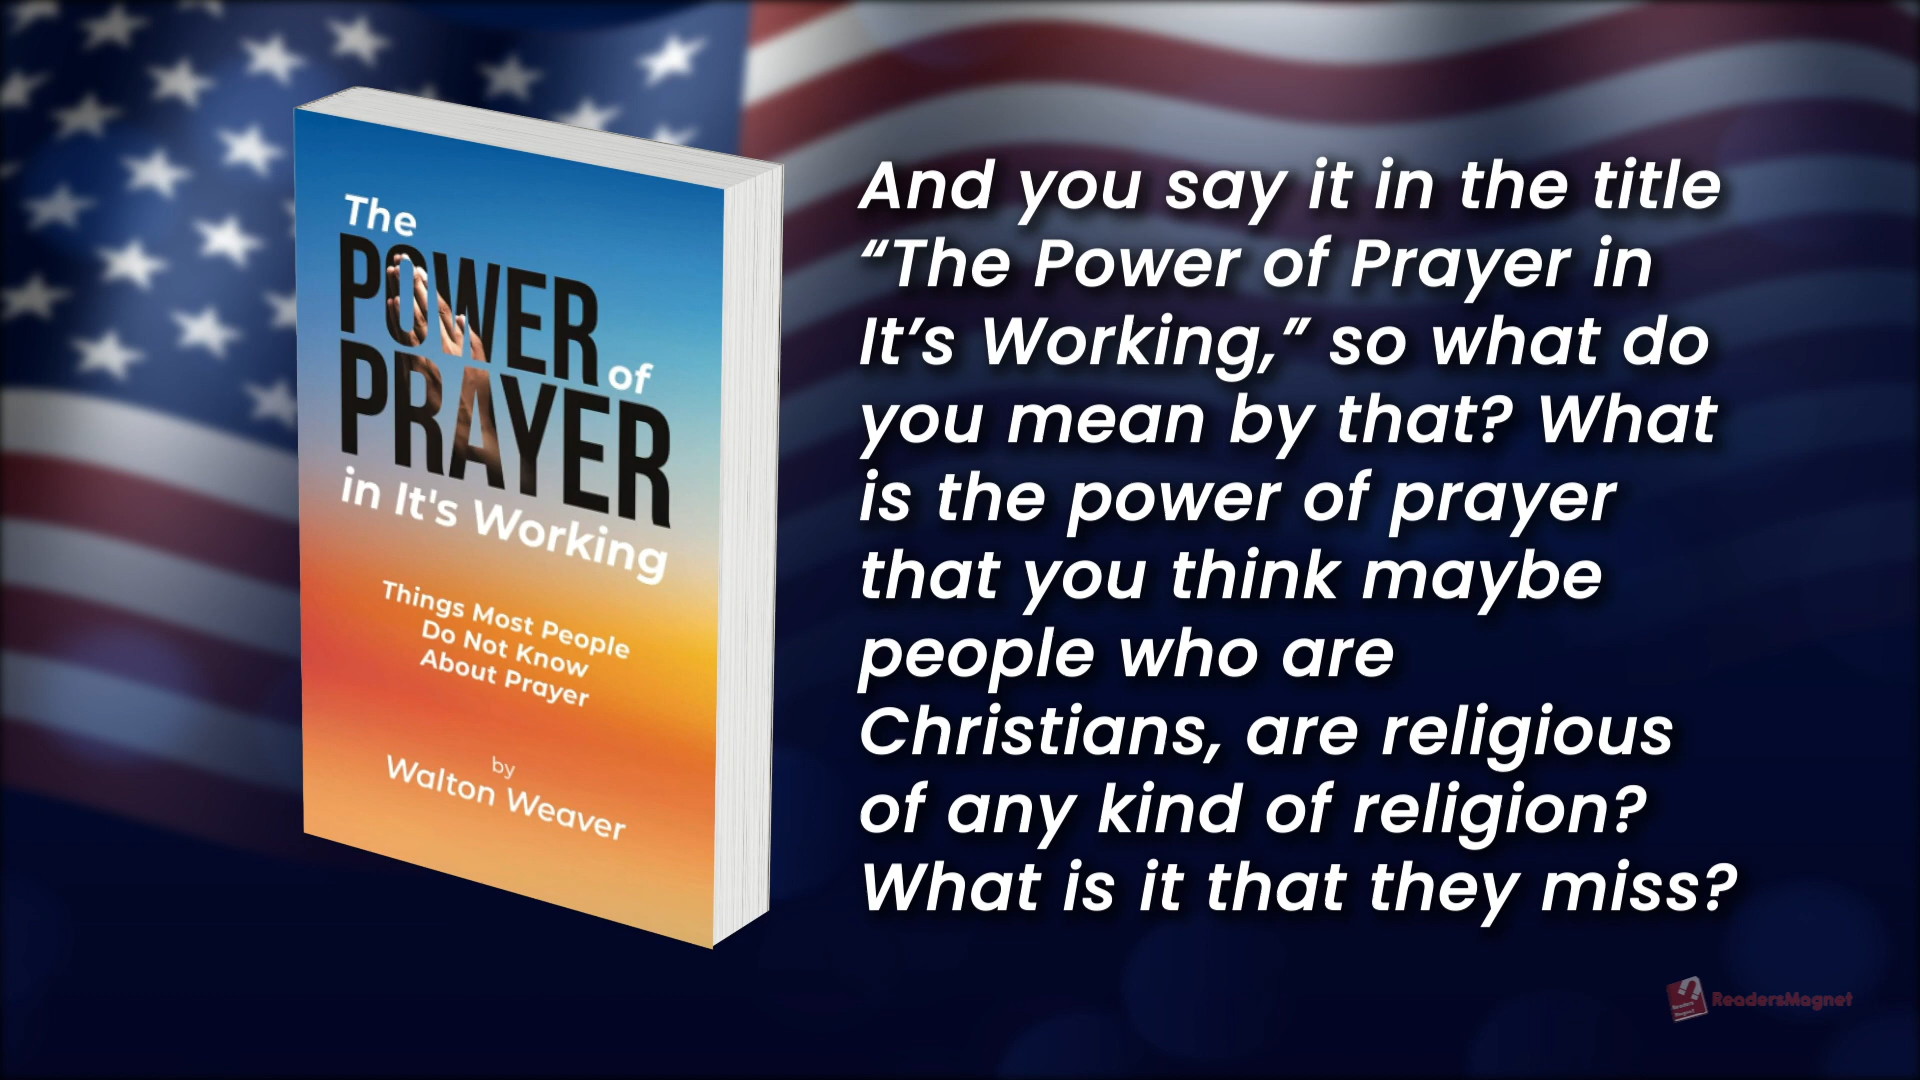 The
POWER of
PRAYER
in It's Working
Things Most People
Do Not Know
About Prayer
by
Walton Weaver
And you say it in the title
“The Power of Prayer in
It’s Working,” so what do
you mean by that? What
is the power of prayer
that you think maybe
people who are
Christians, are religious
of any kind of religion?
What is it that they miss?
Readers
Magnet
ReadersMagnet